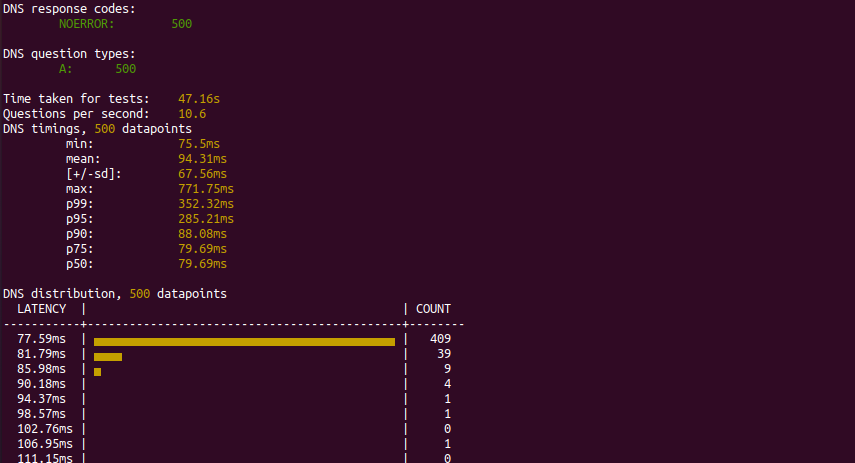 DNS response codes:
NOERROR: 500
DNS question types:
A: 500
Time taken for tests: 47.16s
Questions per second: 10.6
DNS timings, 500 datapoints
min: 75.5ms
mean: 94.31ms
[+/-sd]: 67.56ms
max: 771.75ms
p99: 352.32ms
p95: 285.21ms
p90: 88.08ms
p75: 79.69ms
p50: 79.69ms
DNS distribution, 500 datapoints
LATENCY | | COUNT
-----------+---------------------------------------------+--------
77.59ms | | 409
81.79ms | | 39
85.98ms | | 9
90.18ms | | 4
94.37ms | | 1
98.57ms | | 1
102.76ms | | 0
106.95ms | | 1
111.15ms | | 0